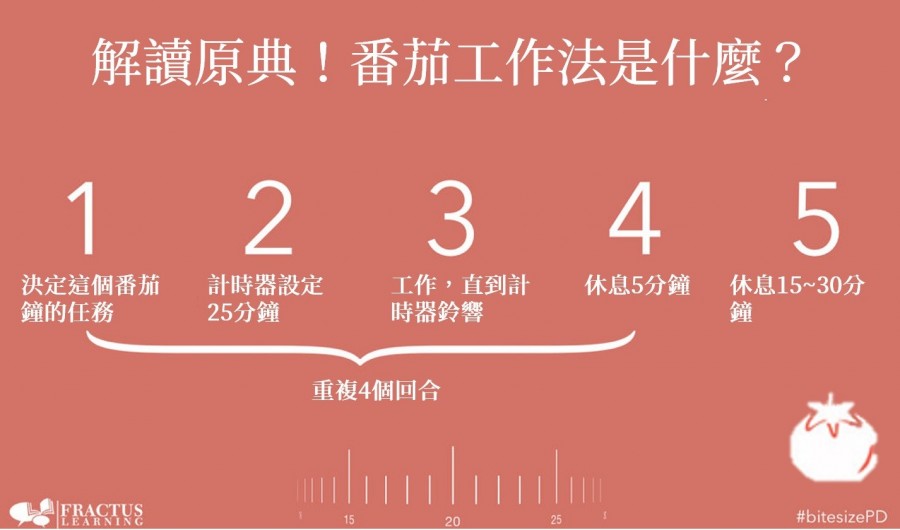 解讀原典！番茄工作法是什麼？
1
決定這個番茄
鐘的任務
2
計時器設定
25分鐘
3
工作，直到計
時器鈴響
4
休息5分鐘
5
休息15~30分
鐘
重複4個回合
15
20
25
FRACTUS
LEARNING
#bitesizePD